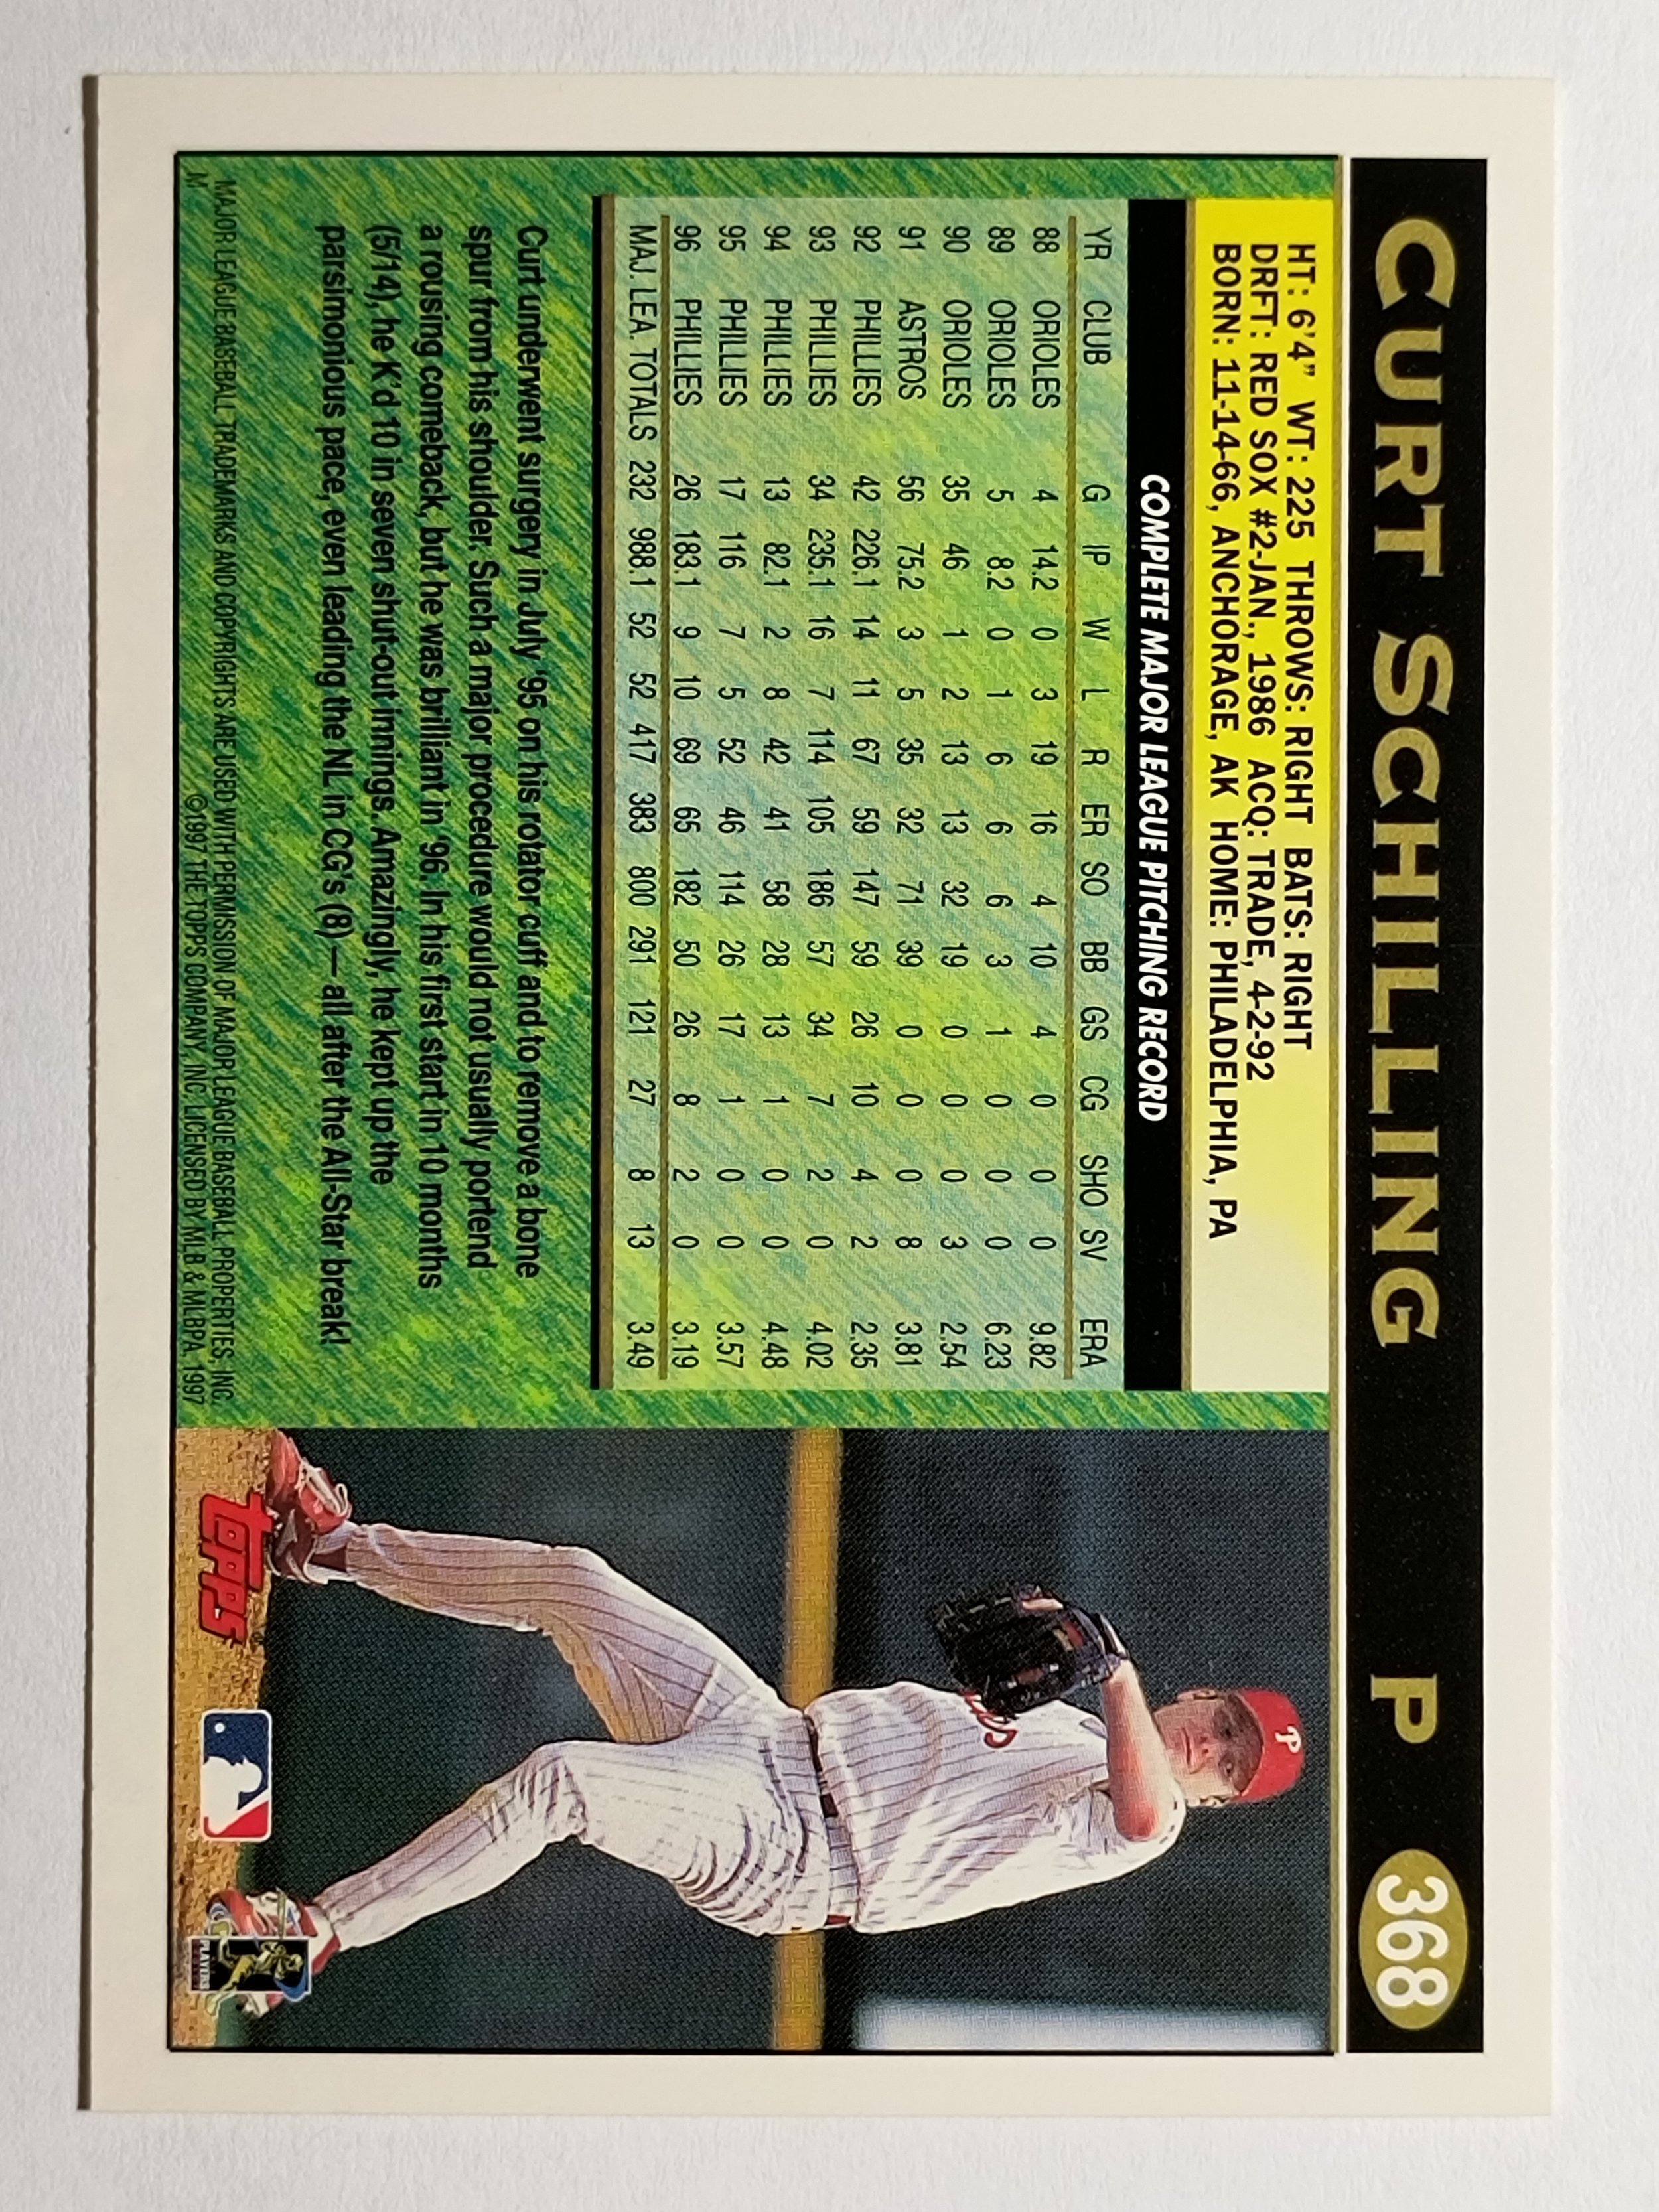 CURT SCHILLING P 368
HT: 6'4" WT: 225 THROWS: RIGHT BATS: RIGHT
DRFT: RED SOX #2-JAN., 1986 ACQ: TRADE, 4-2-92
BORN: 11-14-66, ANCHORAGE, AK HOME: PHILADELPHIA, PA
COMPLETE MAJOR LEAGUE PITCHING RECORD
YR CLUB G IP W L R ER SO BB GS CG SHO SV ERA
88 ORIOLES 4 14.2 0 3 19 16 4 10 4 0 0 0 9.82
89 ORIOLES 5 8.2 0 1 6 6 6 3 1 0 0 0 6.23
90 ORIOLES 35 46 1 2 13 13 32 19 0 0 0 3 2.54
91 ASTROS 56 75.2 3 5 35 32 71 39 0 0 0 8 3.81
92 PHILLIES 42 226.1 14 11 67 59 147 59 26 10 4 2 2.35
93 PHILLIES 34 235.1 16 7 114 105 186 57 34 7 2 0 4.02
94 PHILLIES 13 82.1 2 8 42 41 58 28 13 1 0 0 4.48
95 PHILLIES 17 116 7 5 52 46 114 26 17 1 0 0 3.57
96 PHILLIES 26 183.1 9 10 69 65 182 50 26 8 2 0 3.19
MAJ. LEA. TOTALS 232 988.1 52 52 417 383 800 291 121 27 8 13 3.49
Curt underwent surgery in July '95 on his rotator cuff and to remove a bone
spur from his shoulder. Such a major procedure would not usually portend
a rousing comeback, but he was brilliant in '96. In his first start in 10 months
(5/14), he K'd 10 in seven shut-out innings. Amazingly, he kept up the
parsimonious pace, even leading the NL in CG's (8)—all after the All-Star break!
MAJOR LEAGUE BASEBALL TRADEMARKS AND COPYRIGHTS ARE USED WITH PERMISSION OF MAJOR LEAGUE BASEBALL PROPERTIES, INC.
M ©1997 THE TOPPS COMPANY, INC. LICENSED BY MLB & MLBPA. 1997
P
TOPPS
PLAYERS